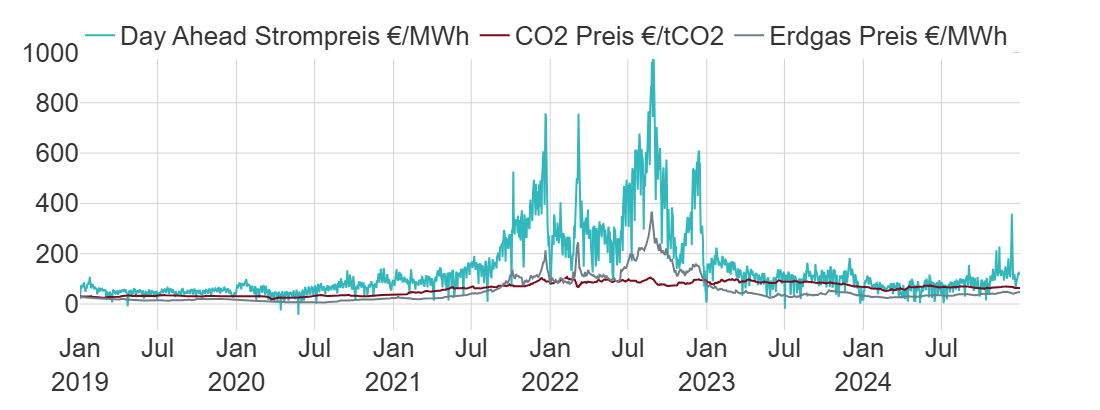 Day Ahead Strompreis €/MWh CO2 Preis €/tCO2 Erdgas Preis €/MWh
1000
800
600
400
200
0
Jan Jul Jan Jul Jan Jul Jan Jul Jan Jul Jan Jul
2019 2020 2021 2022 2023 2024